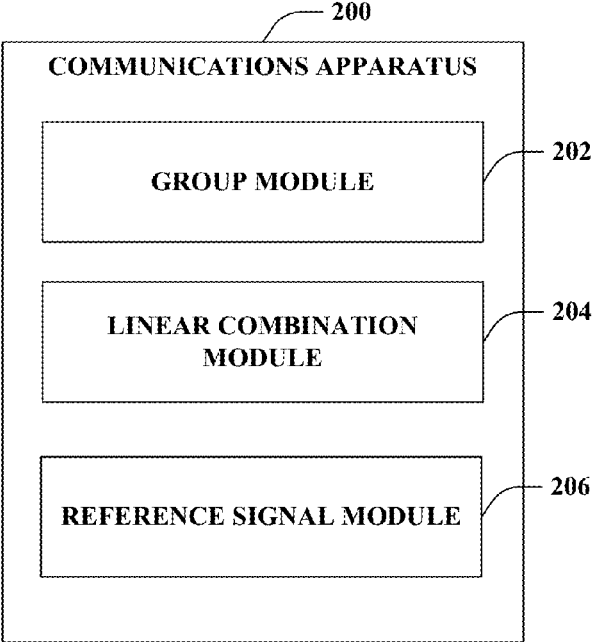 200
COMMUNICATIONS APPARATUS
GROUP MODULE
202
LINEAR COMBINATION
MODULE
204
REFERENCE SIGNAL MODULE
206